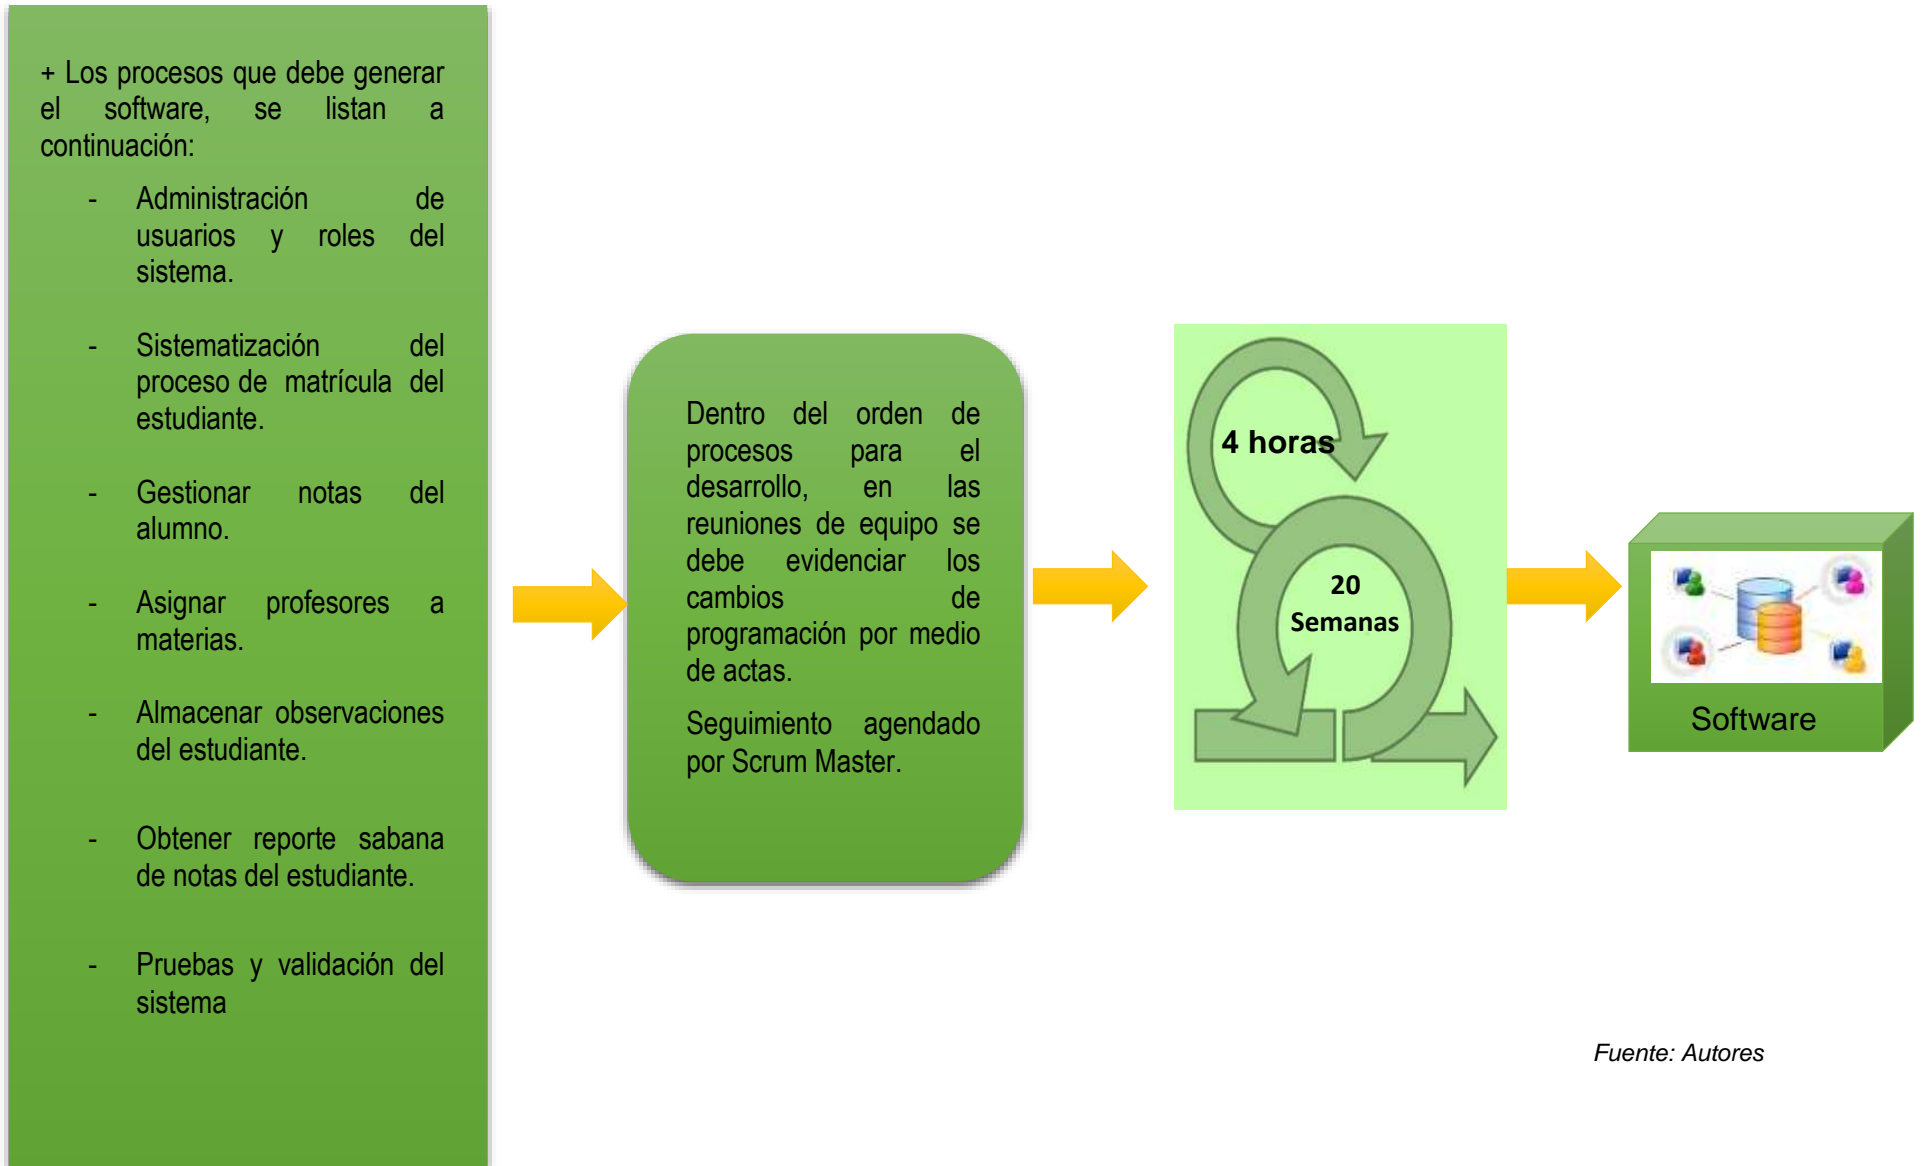 + Los procesos que debe generar
el software, se listan a
continuación:
- Administración de
usuarios y roles del
sistema.
- Sistematización del
proceso de matrícula del
estudiante.
- Gestionar notas del
alumno.
- Asignar profesores a
materias.
- Almacenar observaciones
del estudiante.
- Obtener reporte sabana
de notas del estudiante.
- Pruebas y validación del
sistema
Dentro del orden de
procesos para el
desarrollo, en las
reuniones de equipo se
debe evidenciar los
cambios de
programación por medio
de actas.
Seguimiento agendado
por Scrum Master.
4 horas
20
Semanas
Software
Fuente: Autores